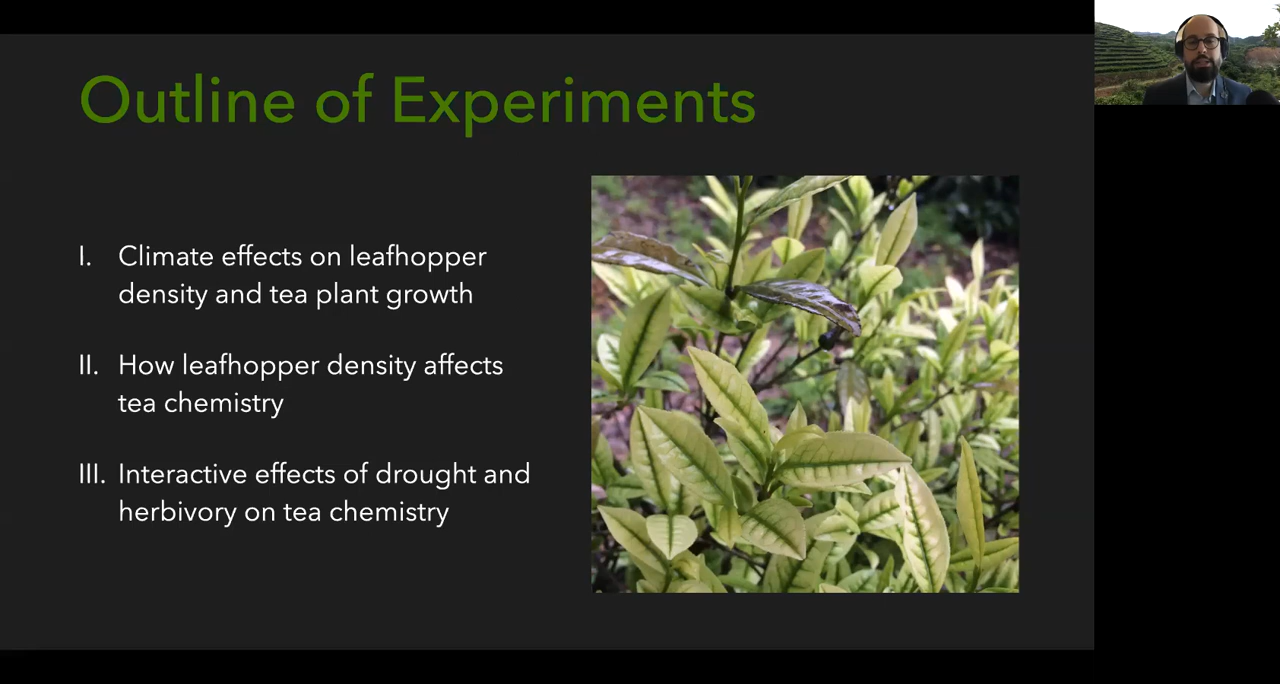 Outline of Experiments
I. Climate effects on leafhopper
density and tea plant growth
II. How leafhopper density affects
tea chemistry
III. Interactive effects of drought and
herbivory on tea chemistry